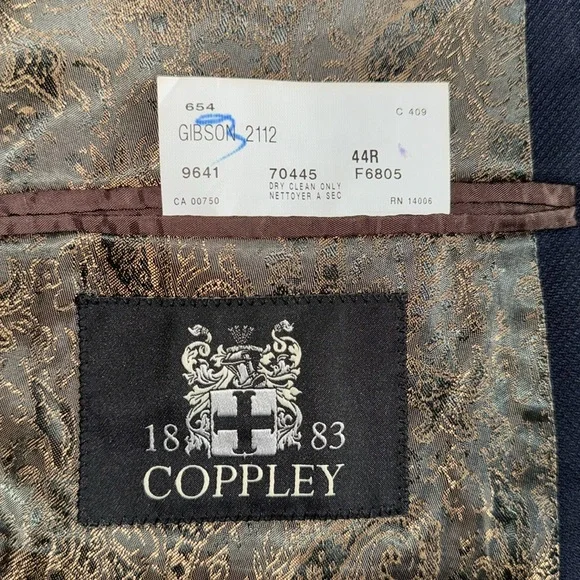 654 C 409
GIBSON 2112
44R
9641 70445 F6805
DRY CLEAN ONLY
NETTOYER A SEC
CA 00750 RN 14006
18 83
COPPLEY